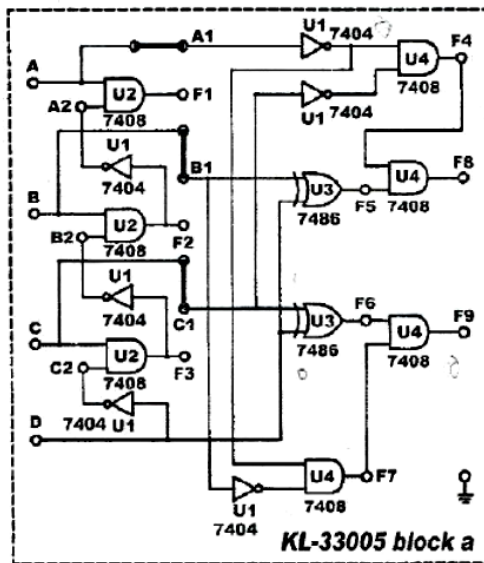 A1 U1 7404 F4
A U4
U2 F1 7408
A2 7408 U1 7404
U1 B1 U4 F8
7404 U3 7408
B U2 F2 7486 F5
B2 7408
U1
7404 C1 F6
C U3 U4 F9
U2 F3 7486 7408
C2 7408
D 7404 U1
U4 F7
U1 7408
7404
KL-33005 block a